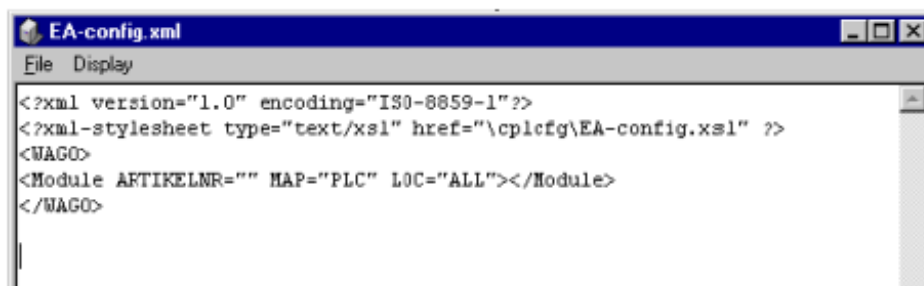 EA-config.xml
File Display
<?xml version="1.0" encoding="ISO-8859-1"?>
<?xml-stylesheet type="text/xsl" href="\cplcfg\EA-config.xsl" ?>
<WAGO>
<Module ARTIKELNR="" MAP="PLC" LOC="ALL"></Module>
</WAGO>